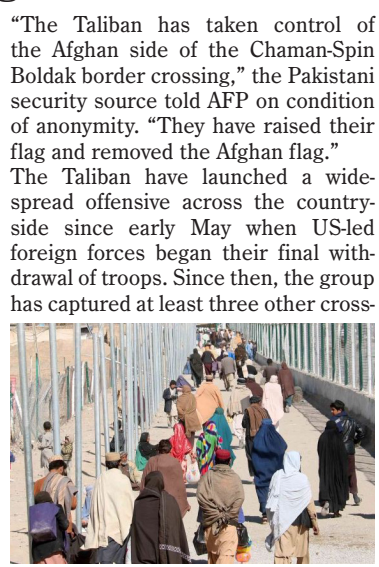 “The Taliban has taken control of
the Afghan side of the Chaman-Spin
Boldak border crossing,” the Pakistani
security source told AFP on condition
of anonymity. “They have raised their
flag and removed the Afghan flag.”
The Taliban have launched a wide-
spread offensive across the country-
side since early May when US-led
foreign forces began their final with-
drawal of troops. Since then, the group
has captured at least three other cross-